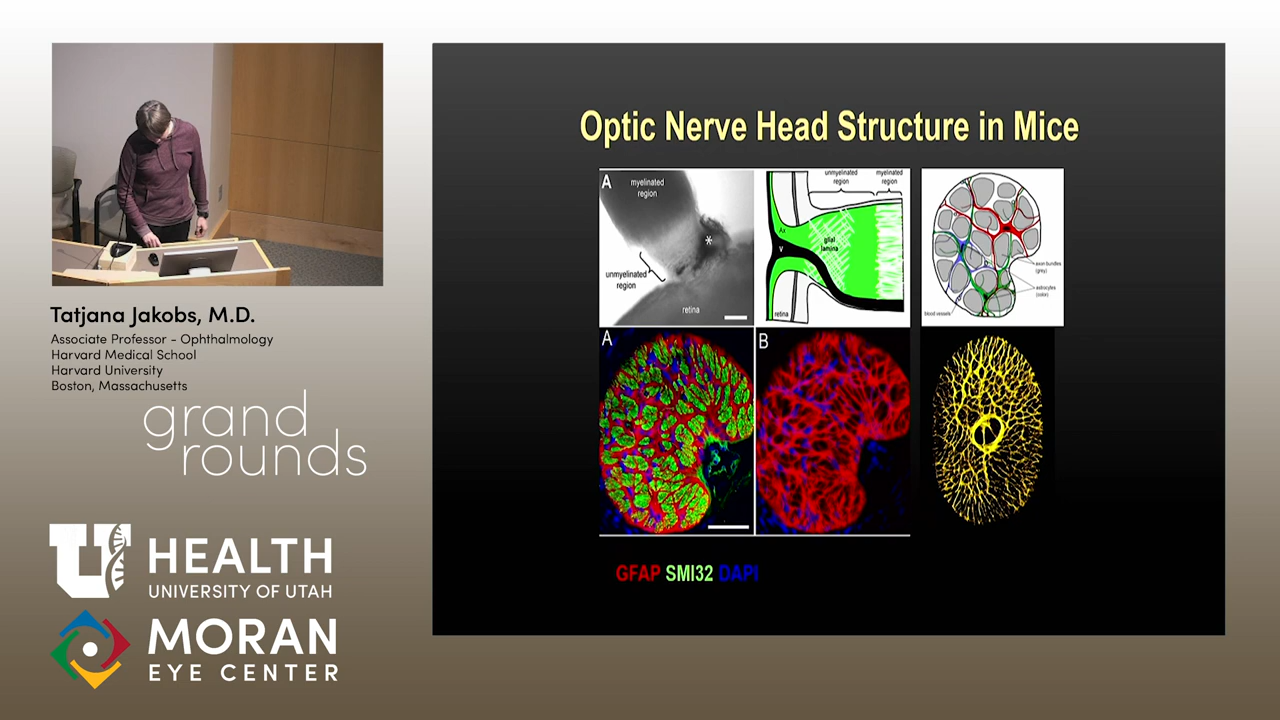 Tatjana Jakobs, M.D.
Associate Professor - Ophthalmology
Harvard Medical School
Harvard University
Boston, Massachusetts
grand
rounds
U HEALTH
UNIVERSITY OF UTAH
MORAN
EYE CENTER
Optic Nerve Head Structure in Mice
A
myelinated
region
*
unmyelinated
region
retina
unmyelinated
region
myelinated
region
Ax
V
glial
lamina
retina
axon bundles
(grey)
astrocytes
(color)
blood vessels
A
B
GFAP SMI32 DAPI